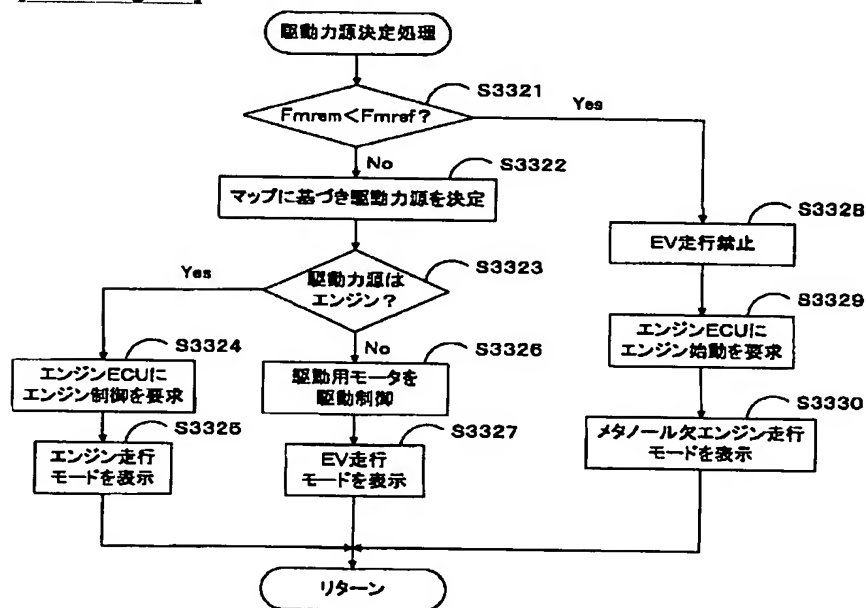 駆動力源決定処理
S3321
Fmrem<Fmref?
Yes
No
S3322
マップに基づき駆動力源を決定
S3328
EV走行禁止
S3323
駆動力源は
エンジン?
Yes
No
S3329
エンジンECUに
エンジン始動を要求
S3324
エンジンECUに
エンジン制御を要求
S3326
駆動用モータを
駆動制御
S3330
メタノール欠エンジン走行
モードを表示
S3325
エンジン走行
モードを表示
S3327
EV走行
モードを表示
リターン